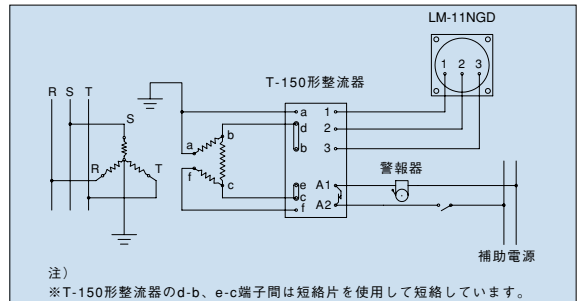 LM-11NGD
1 2 3
T-150形整流器
R S T
S
R T
a b
f c
a 1
d 2
b 3
e A1
c A2
f
警報器
補助電源
注）
※T-150形整流器のd-b、e-c端子間は短絡片を使用して短絡しています。